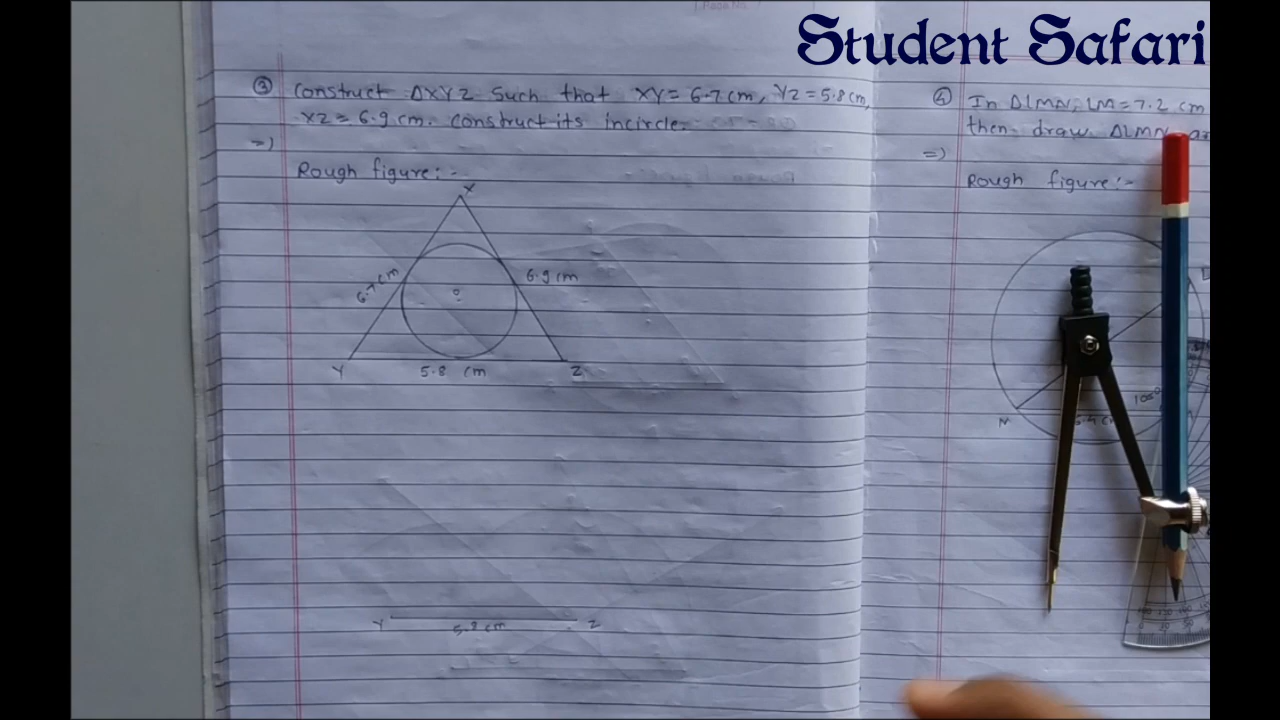 Student Safari
③ Construct ΔXYZ Such that XY = 6.7 cm, YZ = 5.8 cm,
XZ = 6.9 cm. Construct its incircle.
=)
Rough figure: -
X
6.7 cm
6.9 cm
O
Y
5.8 cm
Z
Y
5.8 cm
Z
④ In ΔLMN, LM = 7.2 cm
then draw ΔLMN
=)
Rough figure:-
105°
M